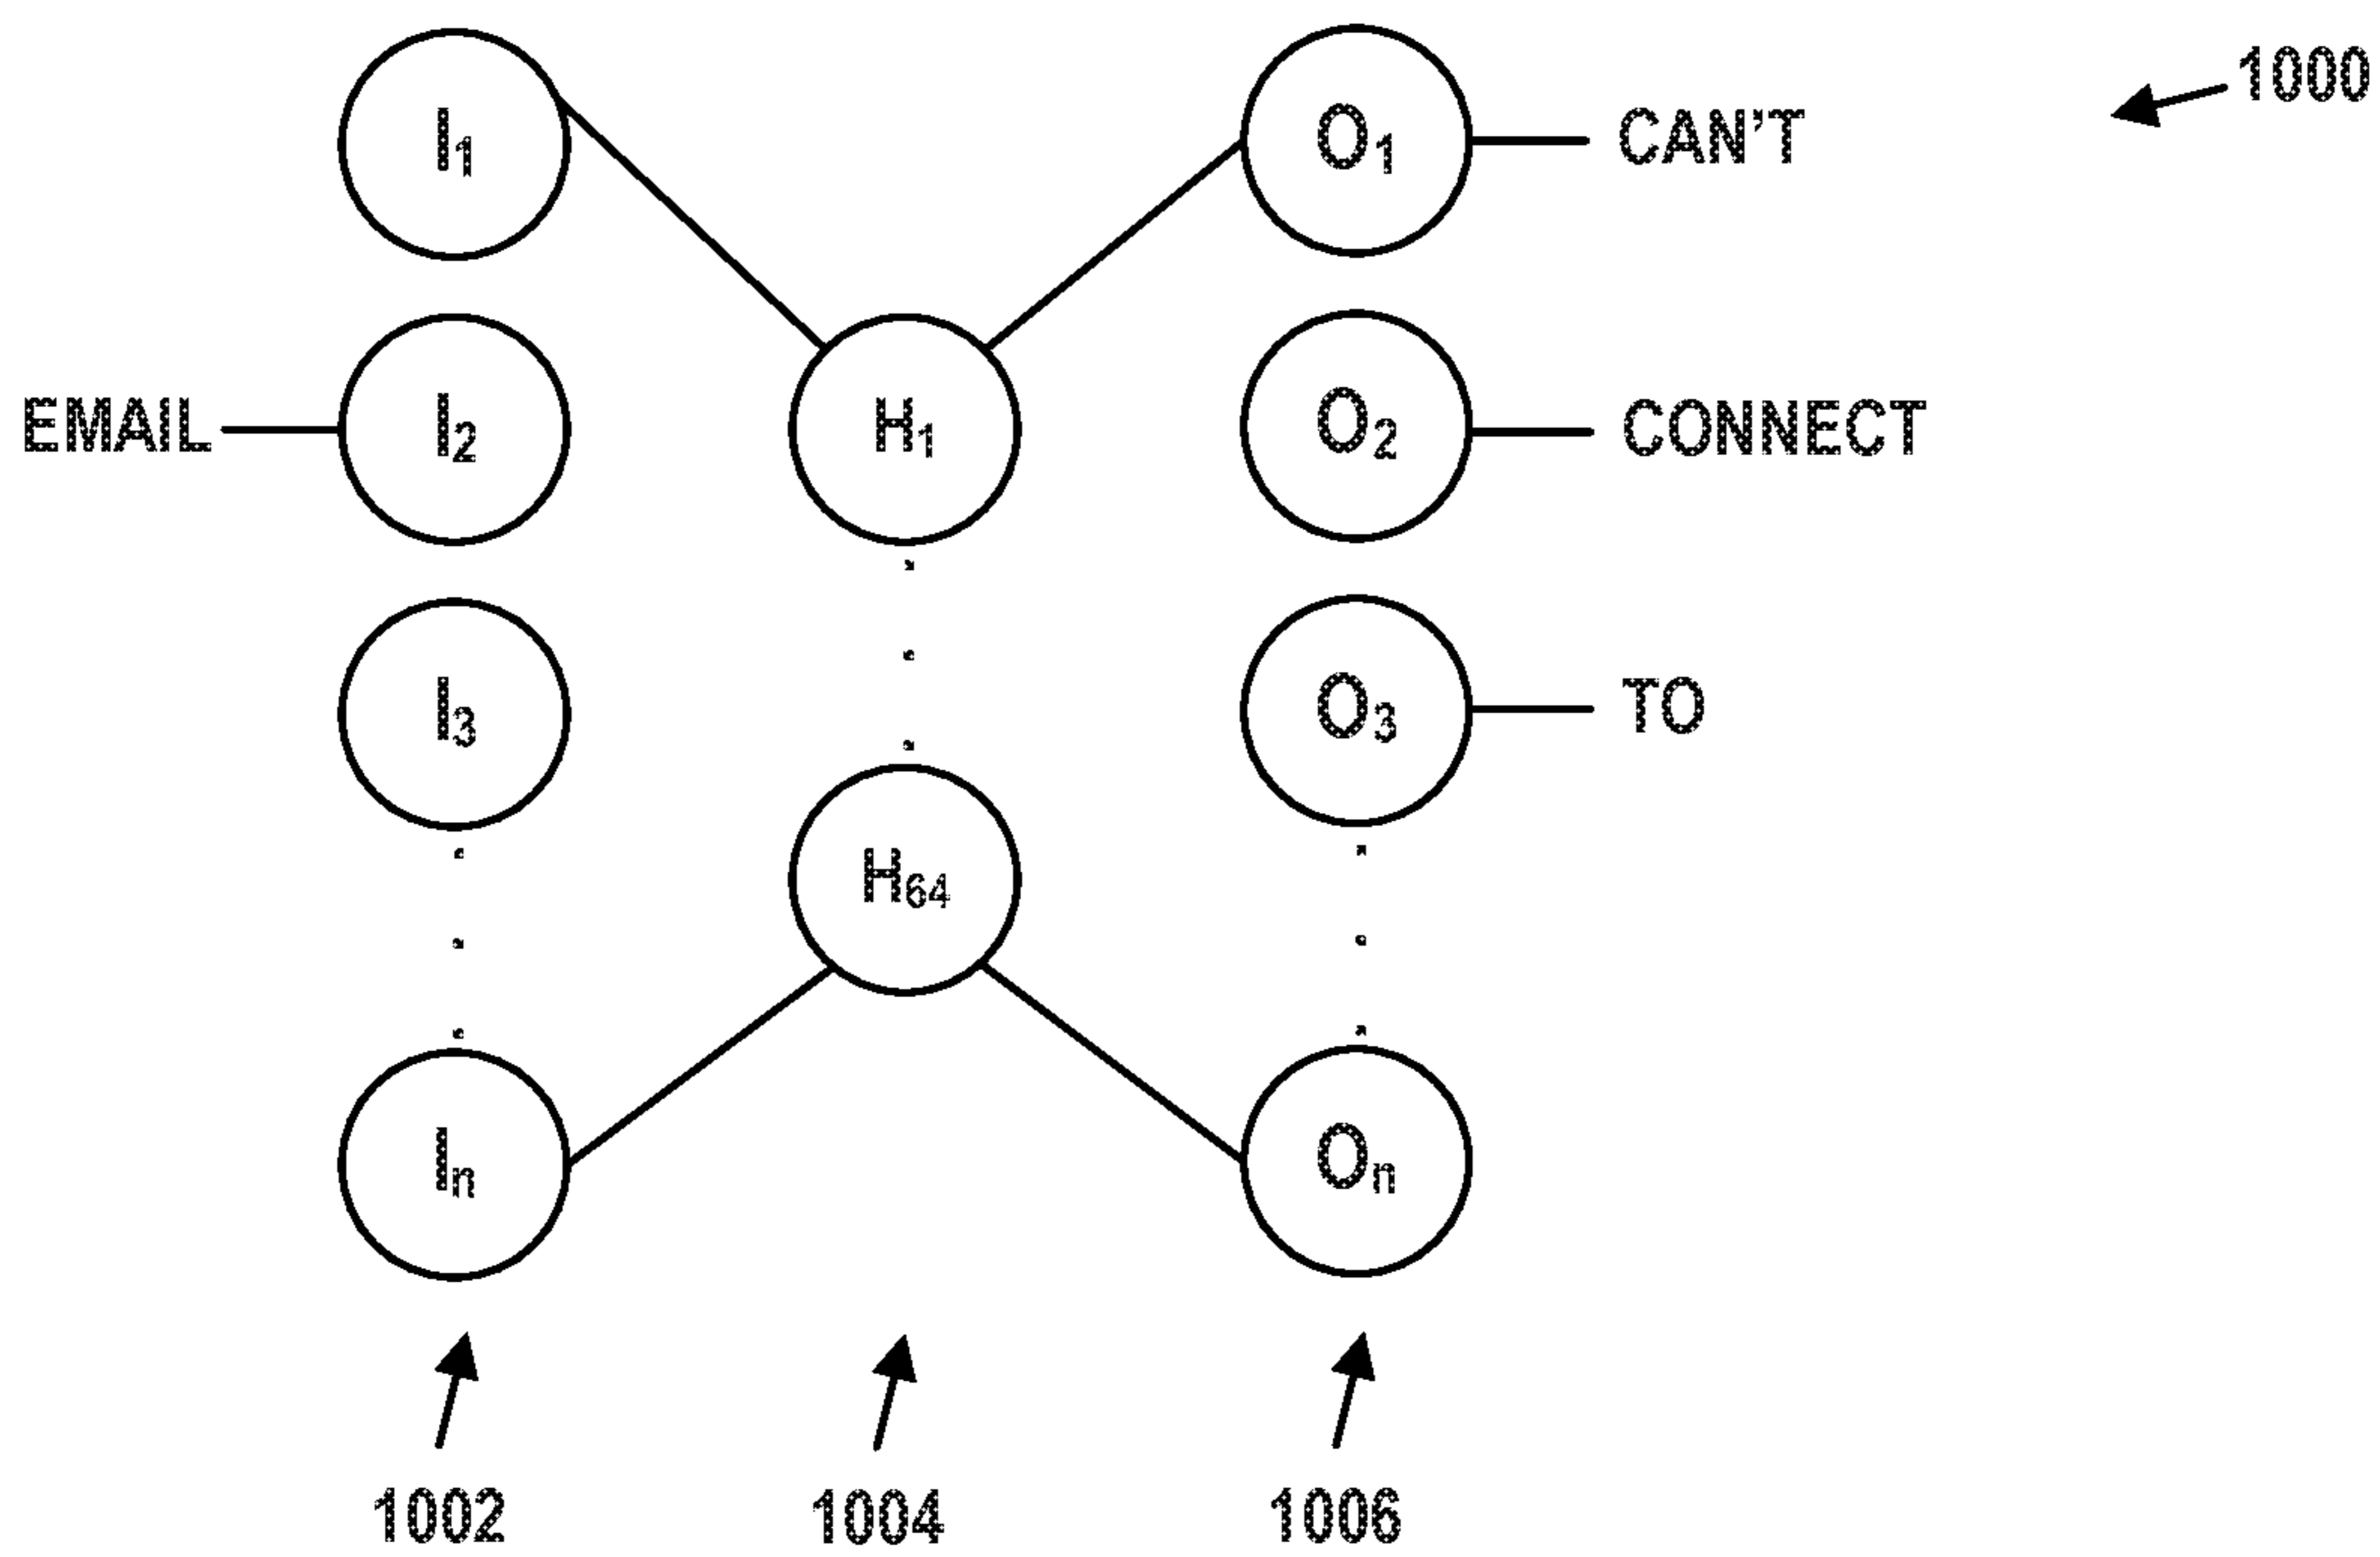 I1 O1 CAN'T 1000
EMAIL I2 H1 O2 CONNECT
I3 O3 TO
H64
In On
1002 1004 1006